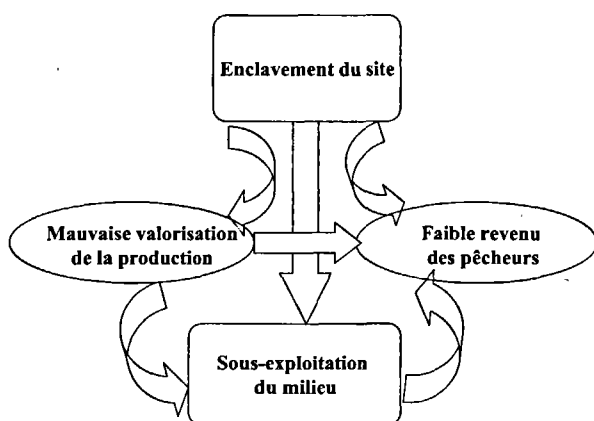 Enclavement du site
Mauvaise valorisation
de la production
Faible revenu
des pêcheurs
Sous-exploitation
du milieu